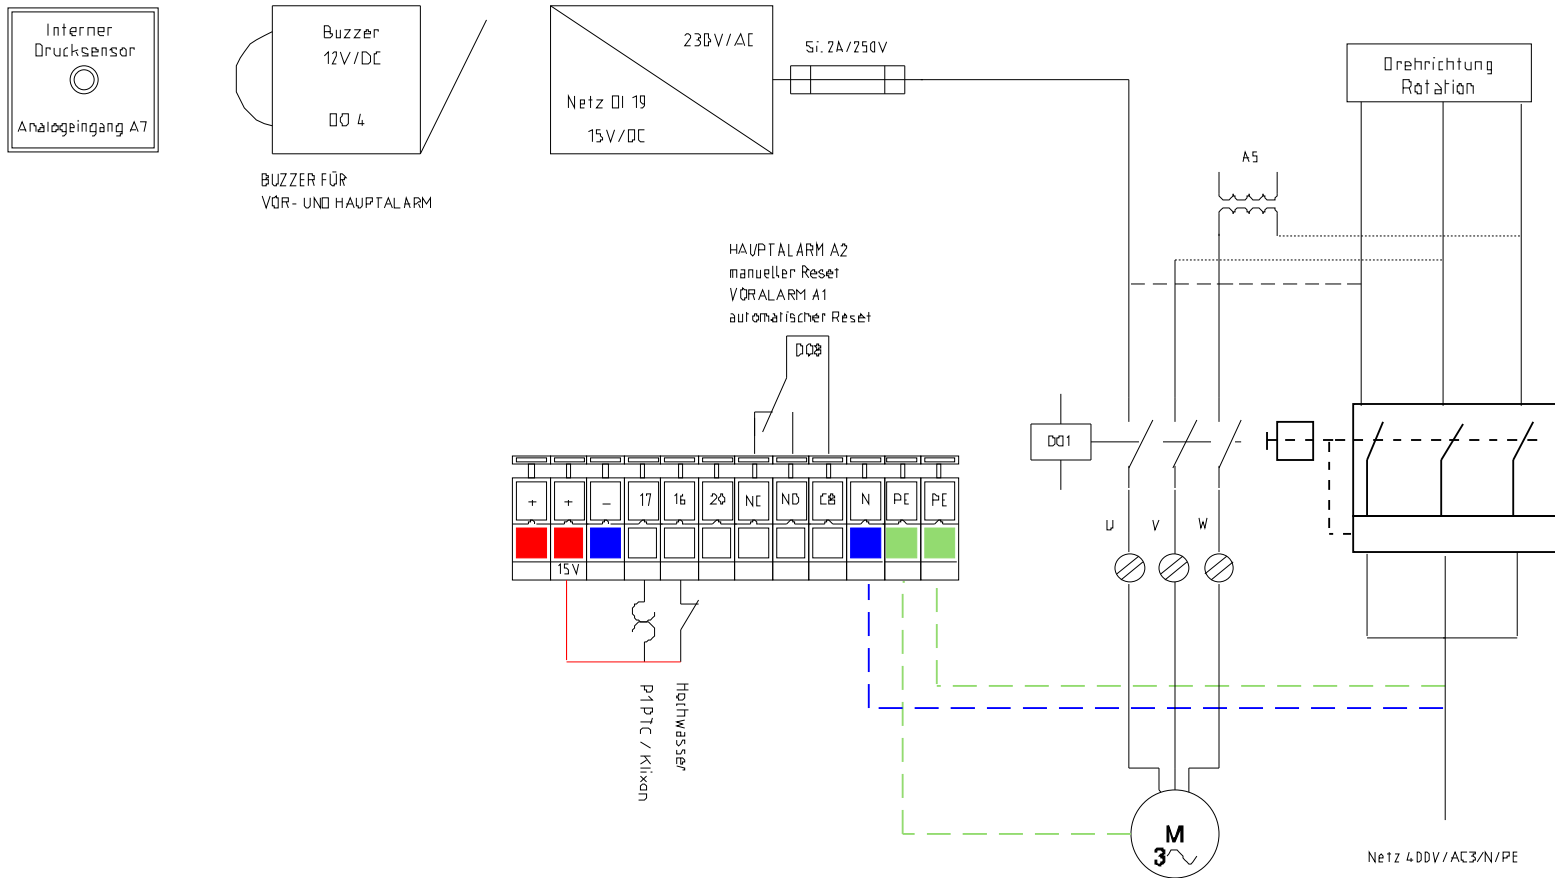 Interner
Drucksensor
Analogeingang A7
Buzzer
12V/DC
DO 4
BUZZER FÜR
VOR- UND HAUPTALARM
230V/AC
Netz DI 19
15V/DC
Si. 2A/250V
Drehrichtung
Rotation
A5
HAUPTALARM A2
manueller Reset
VORALARM A1
automatischer Reset
DO8
DO1
+ + - 17 16 20 NC NO C8 N PE PE
15V
U V W
P1 PTC / Klixon
Hochwasser
M
3
Netz 400V/AC3/N/PE